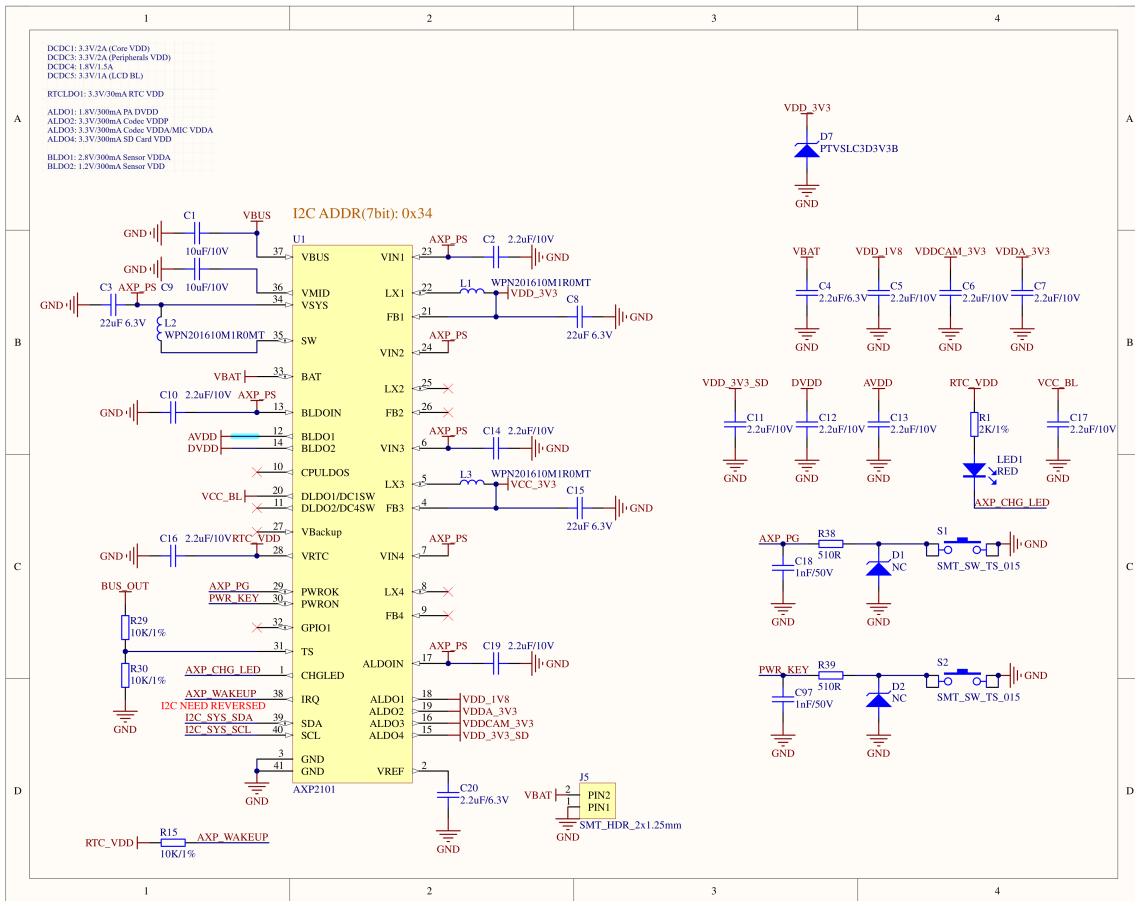 1 2 3 4
A A
DCDC1: 3.3V/2A (Core VDD)
DCDC3: 3.3V/2A (Peripherals VDD)
DCDC4: 1.8V/1.5A
DCDC5: 3.3V/1A (LCD BL)
RTCLDO1: 3.3V/30mA RTC VDD
ALDO1: 1.8V/300mA PA DVDD
ALDO2: 3.3V/300mA Codec VDDP
ALDO3: 3.3V/300mA Codec VDDA/MIC VDDA
ALDO4: 3.3V/300mA SD Card VDD
BLDO1: 2.8V/300mA Sensor VDDA
BLDO2: 1.2V/300mA Sensor VDD
VDD_3V3
D7
PTVSLC3D3V3B
GND
I2C ADDR(7bit): 0x34
U1
C1
VBUS
GND
10uF/10V
37 VBUS
GND
10uF/10V
C9
36 VMID
C3
AXP_PS
GND
22uF 6.3V
34 VSYS
L2
WPN201610M1R0MT
35 SW
VBAT
33 BAT
C10
2.2uF/10V
AXP_PS
GND
13 BLDOIN
AVDD
12 BLDO1
DVDD
14 BLDO2
10 CPULDOS
VCC_BL
20 DLDO1/DC1SW
11 DLDO2/DC4SW
27 VBackup
C16
2.2uF/10V
RTC_VDD
GND
28 VRTC
BUS_OUT
AXP_PG
29 PWROK
PWR_KEY
30 PWRON
R29
10K/1%
32 GPIO1
31 TS
R30
10K/1%
GND
AXP_CHG_LED
1 CHGLED
AXP_WAKEUP
38 IRQ
I2C NEED REVERSED
I2C_SYS_SDA
39 SDA
I2C_SYS_SCL
40 SCL
3 GND
41 GND
GND
AXP2101
VIN1 23
AXP_PS
C2
2.2uF/10V
GND
LX1 22
L1
WPN201610M1R0MT
VDD_3V3
FB1 21
C8
22uF 6.3V
GND
VIN2 24
AXP_PS
LX2 25
FB2 26
VIN3 6
AXP_PS
C14
2.2uF/10V
GND
LX3 5
L3
WPN201610M1R0MT
VCC_3V3
FB3 4
C15
22uF 6.3V
GND
VIN4 7
AXP_PS
LX4 8
FB4 9
ALDOIN 17
AXP_PS
C19
2.2uF/10V
GND
ALDO1 18
VDD_1V8
ALDO2 19
VDDA_3V3
ALDO3 16
VDDCAM_3V3
ALDO4 15
VDD_3V3_SD
VREF 2
C20
2.2uF/6.3V
GND
J5
VBAT
2 PIN2
1 PIN1
GND
SMT_HDR_2x1.25mm
RTC_VDD
R15
10K/1%
AXP_WAKEUP
VBAT
C4
2.2uF/6.3V
GND
VDD_1V8
C5
2.2uF/10V
GND
VDDCAM_3V3
C6
2.2uF/10V
GND
VDDA_3V3
C7
2.2uF/10V
GND
VDD_3V3_SD
C11
2.2uF/10V
GND
DVDD
C12
2.2uF/10V
GND
AVDD
C13
2.2uF/10V
GND
RTC_VDD
R1
2K/1%
LED1
RED
AXP_CHG_LED
VCC_BL
C17
2.2uF/10V
GND
AXP_PG
R38
510R
C18
1nF/50V
GND
D1
NC
GND
S1
SMT_SW_TS_015
GND
PWR_KEY
R39
510R
C97
1nF/50V
GND
D2
NC
GND
S2
SMT_SW_TS_015
GND
B B
C C
D D
1 2 3 4